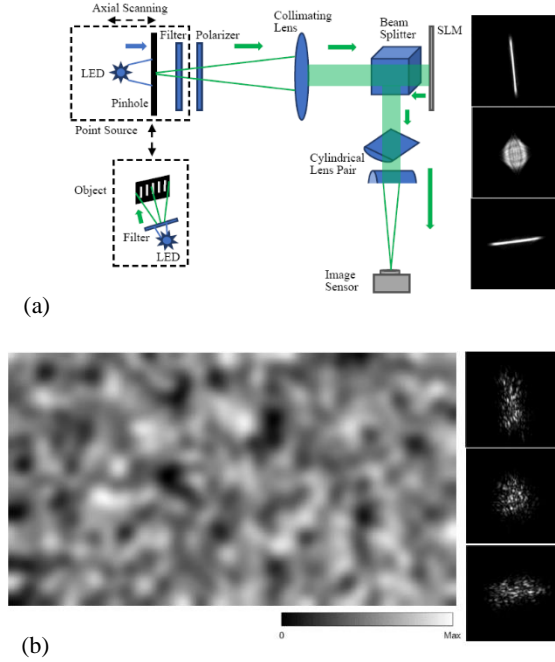 Axial Scanning
Filter
Polarizer
Collimating
Lens
Beam
Splitter
SLM
LED
Pinhole
Point Source
Object
Filter
LED
Cylindrical
Lens Pair
Image
Sensor
(a)
0
Max
(b)